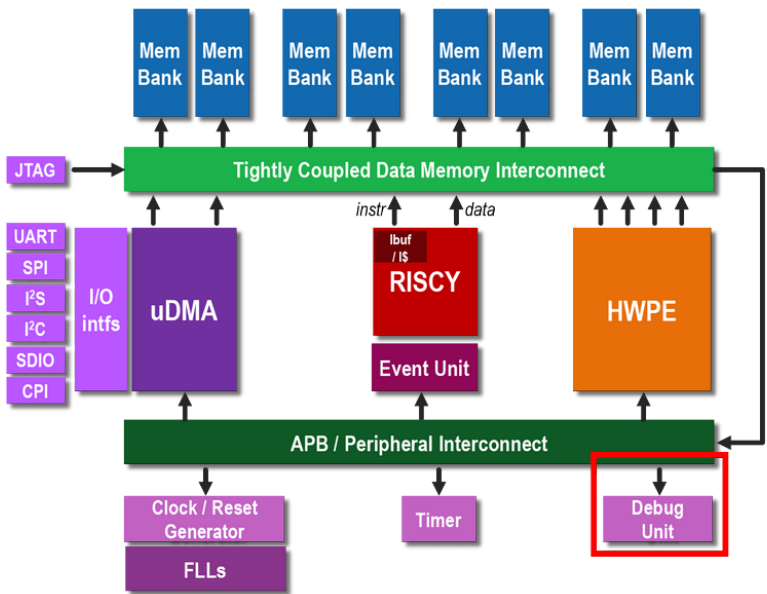 Mem Bank
Mem Bank
Mem Bank
Mem Bank
Mem Bank
Mem Bank
Mem Bank
Mem Bank
JTAG
Tightly Coupled Data Memory Interconnect
instr
data
UART
SPI
I²S
I²C
SDIO
CPI
I/O
intfs
uDMA
Ibuf
/ I$
RISCY
Event Unit
HWPE
APB / Peripheral Interconnect
Clock / Reset
Generator
FLLs
Timer
Debug
Unit